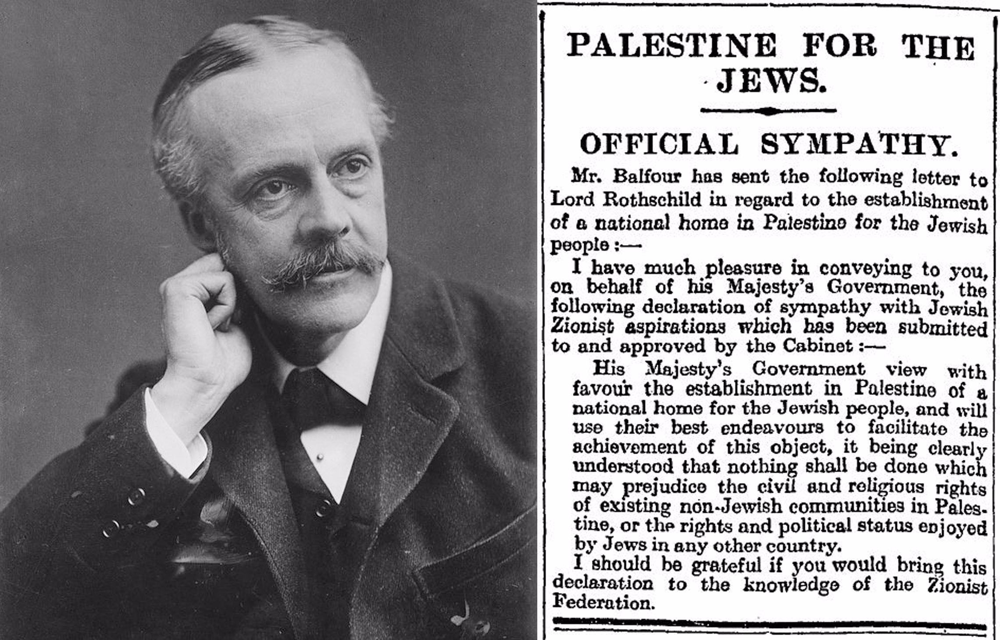 PALESTINE FOR THE
JEWS.
OFFICIAL SYMPATHY.
Mr. Balfour has sent the following letter to
Lord Rothschild in regard to the establishment
of a national home in Palestine for the Jewish
people :—
I have much pleasure in conveying to you,
on behalf of his Majesty's Government, the
following declaration of sympathy with Jewish
Zionist aspirations which has been submitted
to and approved by the Cabinet :—
His Majesty's Government view with
favour the establishment in Palestine of a
national home for the Jewish people, and will
use their best endeavours to facilitate the
achievement of this object, it being clearly
understood that nothing shall be done which
may prejudice the civil and religious rights
of existing non-Jewish communities in Pales-
tine, or the rights and political status enjoyed
by Jews in any other country.
I should be grateful if you would bring this
declaration to the knowledge of the Zionist
Federation.